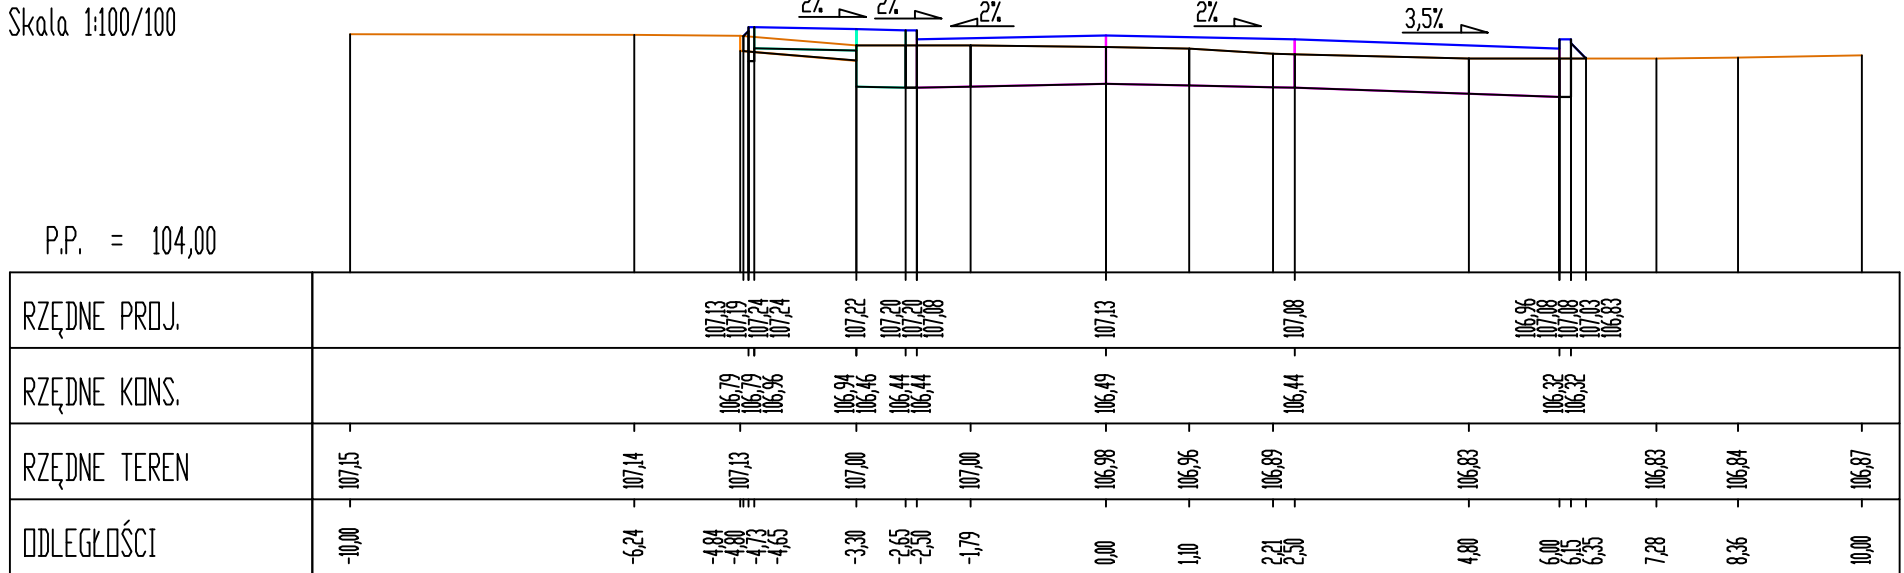 2% 2% 2% 2% 3,5%
Skala 1:100/100
P.P. = 104,00
RZĘDNE PROJ. 107,13 107,19 107,19 107,24 107,24 107,22 107,20 107,20 107,08 107,13 107,08 106,96 107,08 107,08 107,03 106,83
RZĘDNE KONS. 106,79 106,79 106,96 106,94 106,46 106,44 106,44 106,49 106,44 106,32 106,32
RZĘDNE TEREN 107,15 107,14 107,13 107,00 107,00 106,98 106,96 106,89 106,83 106,83 106,84 106,87
ODLEGŁOŚCI -10,00 -6,24 -4,84 -4,80 -4,73 -4,65 -3,30 -2,65 -2,50 -1,79 0,00 1,10 2,21 2,50 4,80 6,00 6,15 6,35 7,28 8,36 10,00